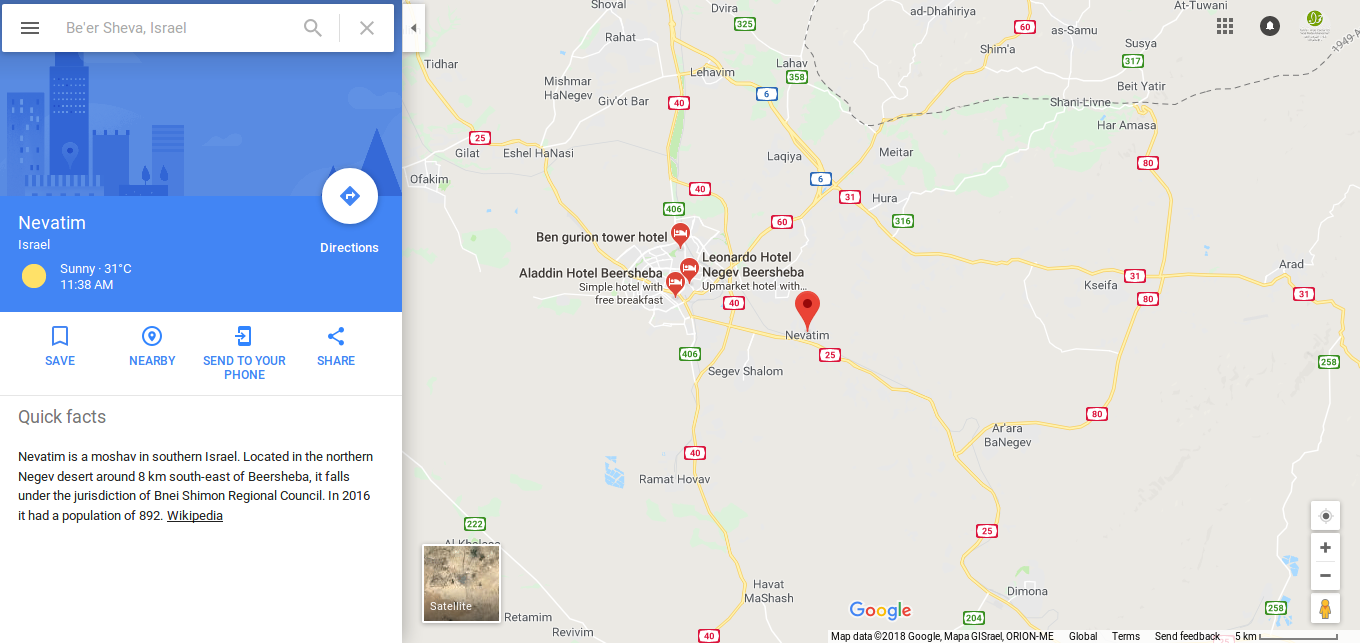 Be'er Sheva, Israel
Nevatim
Israel
Directions
Sunny · 31°C
11:38 AM
SAVE
NEARBY
SEND TO YOUR
PHONE
SHARE
Quick facts
Nevatim is a moshav in southern Israel. Located in the northern
Negev desert around 8 km south-east of Beersheba, it falls
under the jurisdiction of Bnei Shimon Regional Council. In 2016
it had a population of 892. Wikipedia
Shoval
Dvira
325
ad-Dhahiriya
60
as-Samu
At-Tuwani
Rahat
Shim'a
Susya
317
1949-A
Tidhar
Lehavim
Lahav
358
Mishmar
HaNegev
Giv'ot Bar
40
6
Beit Yatir
Shani-Livne
Har Amasa
25
Gilat
Eshel HaNasi
Laqiya
Meitar
80
Ofakim
40
6
31
Hura
406
60
316
Ben gurion tower hotel
Leonardo Hotel
Negev Beersheba
Upmarket hotel with...
Aladdin Hotel Beersheba
Simple hotel with
free breakfast
40
Arad
31
Kseifa
80
31
Nevatim
25
406
Segev Shalom
258
80
Ar'ara
BaNegev
40
Ramat Hovav
222
Al Khalasa
25
Satellite
Havat
MaShash
Dimona
Retamim
Revivim
40
204
258
25
Google
Map data ©2018 Google, Mapa GISrael, ORION-ME
Global
Terms
Send feedback
5 km